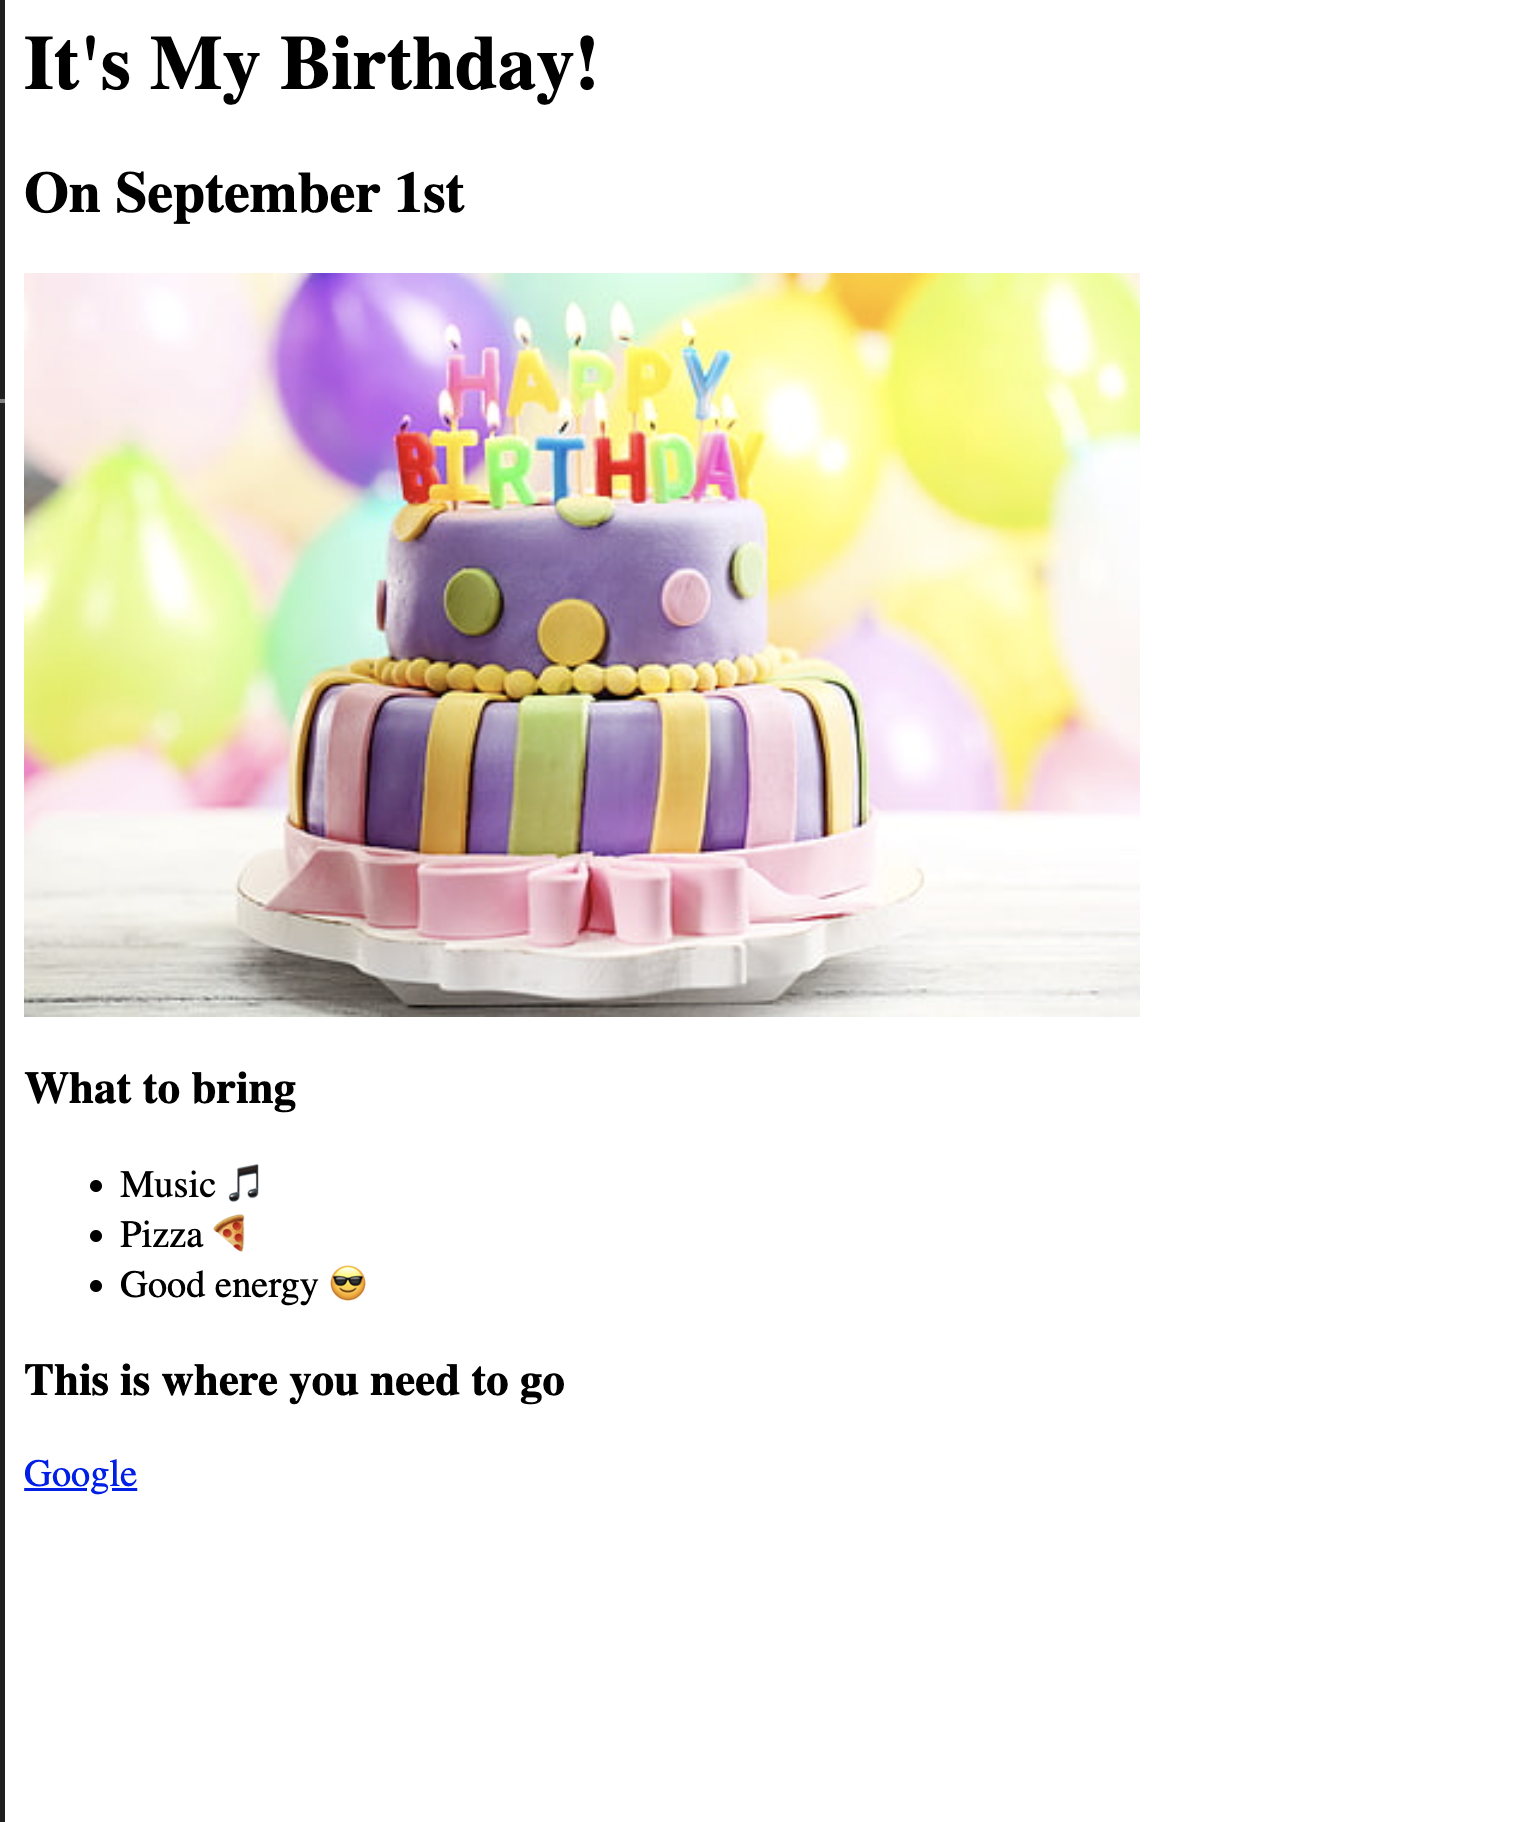 It's My Birthday!
On September 1st
HAPPY
BIRTHDAY
What to bring
Music 🎵
Pizza 🍕
Good energy 😎
This is where you need to go
Google